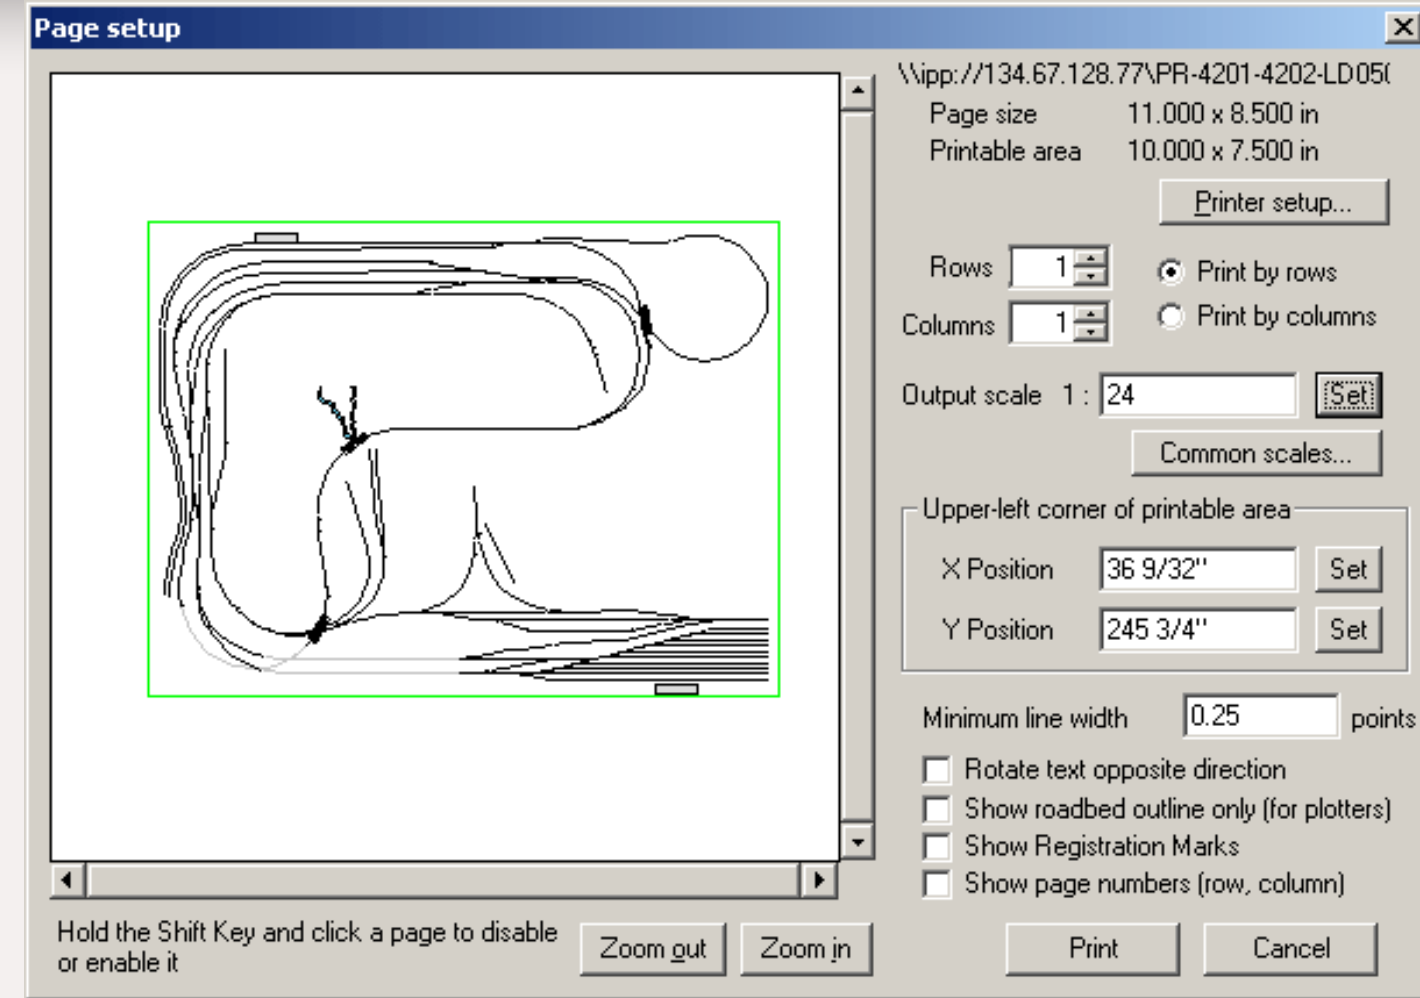 Page setup
\\ipp://134.67.128.77\PR-4201-4202-LD05(
Page size 11.000 x 8.500 in
Printable area 10.000 x 7.500 in
Printer setup...
Rows 1 Print by rows
Columns 1 Print by columns
Output scale 1 : 24 Set
Common scales...
Upper-left corner of printable area
X Position 36 9/32" Set
Y Position 245 3/4" Set
Minimum line width 0.25 points
Rotate text opposite direction
Show roadbed outline only (for plotters)
Show Registration Marks
Show page numbers (row, column)
Hold the Shift Key and click a page to disable
or enable it
Zoom out Zoom in Print Cancel